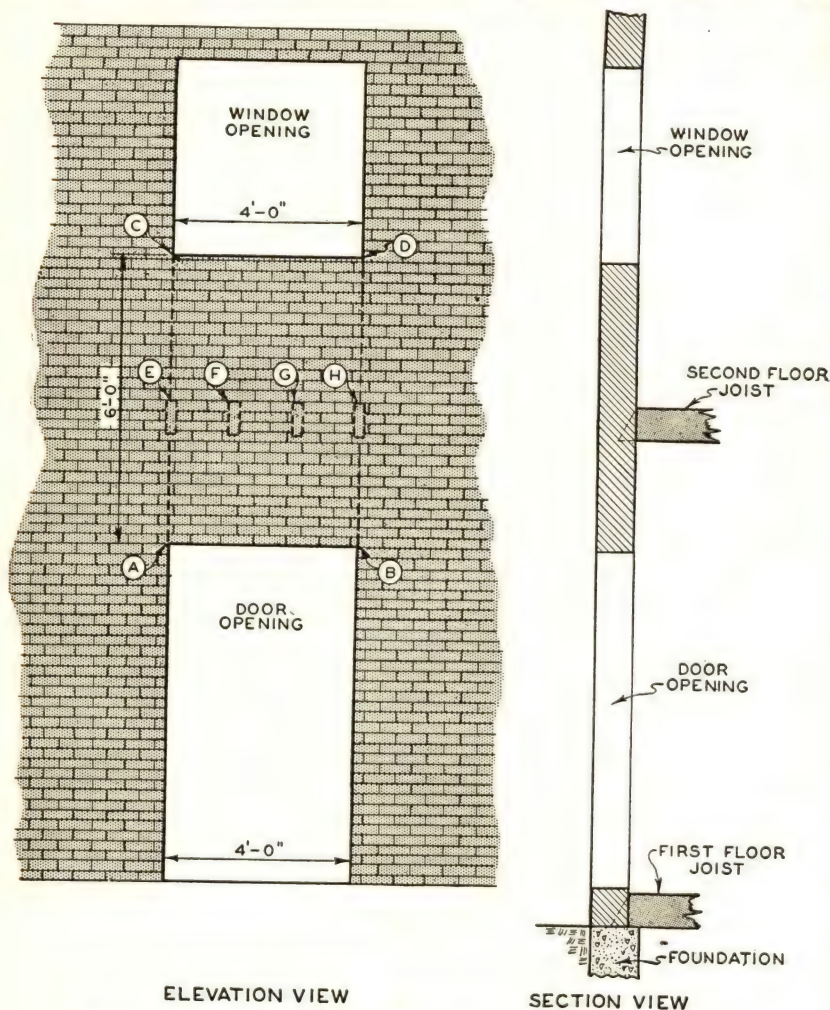 WINDOW
OPENING
4'-0"
C
D
E
F
G
H
6'-0"
A
B
DOOR
OPENING
4'-0"
ELEVATION VIEW
WINDOW
OPENING
SECOND FLOOR
JOIST
DOOR
OPENING
FIRST FLOOR
JOIST
FOUNDATION
SECTION VIEW